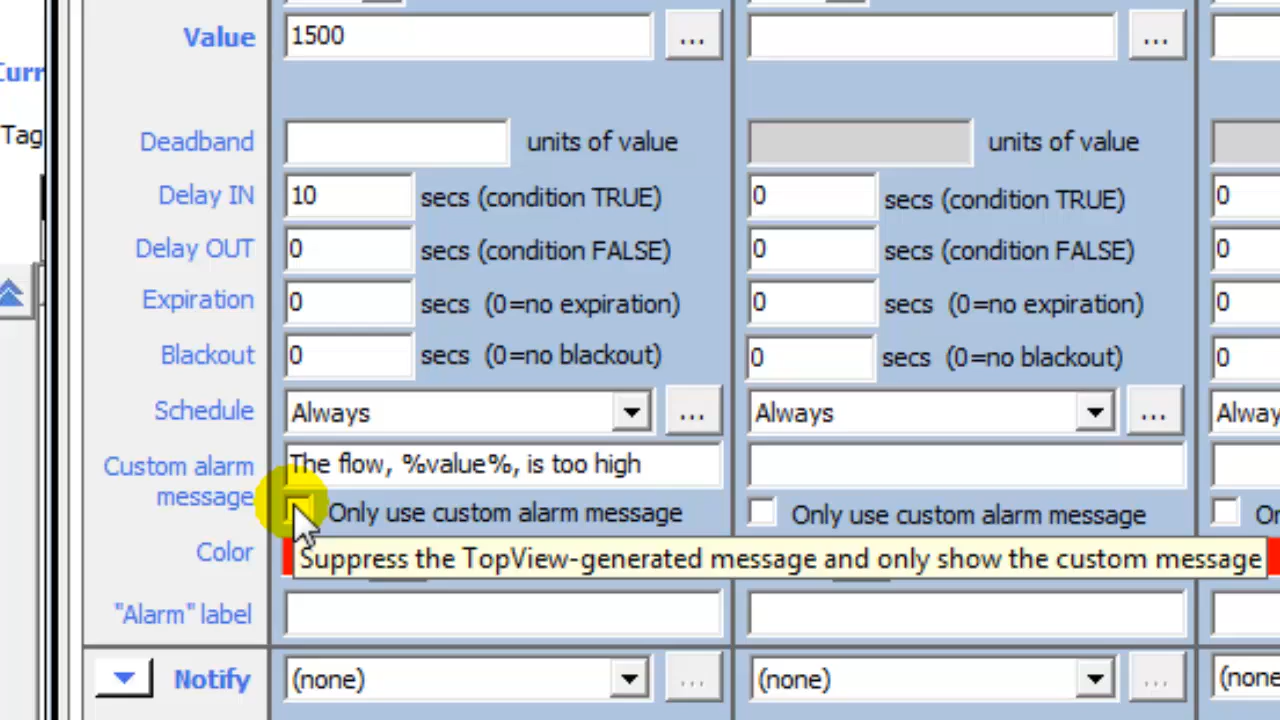 Value 1500 ... ...
Curr
Tag
Deadband units of value units of value
Delay IN 10 secs (condition TRUE) 0 secs (condition TRUE) 0
Delay OUT 0 secs (condition FALSE) 0 secs (condition FALSE) 0
Expiration 0 secs (0=no expiration) 0 secs (0=no expiration) 0
Blackout 0 secs (0=no blackout) 0 secs (0=no blackout) 0
Schedule Always ... Always ... Alway
Custom alarm The flow, %value%, is too high
message Only use custom alarm message Only use custom alarm message Or
Color Suppress the TopView-generated message and only show the custom message
"Alarm" label
Notify (none) ... (none) ... (none